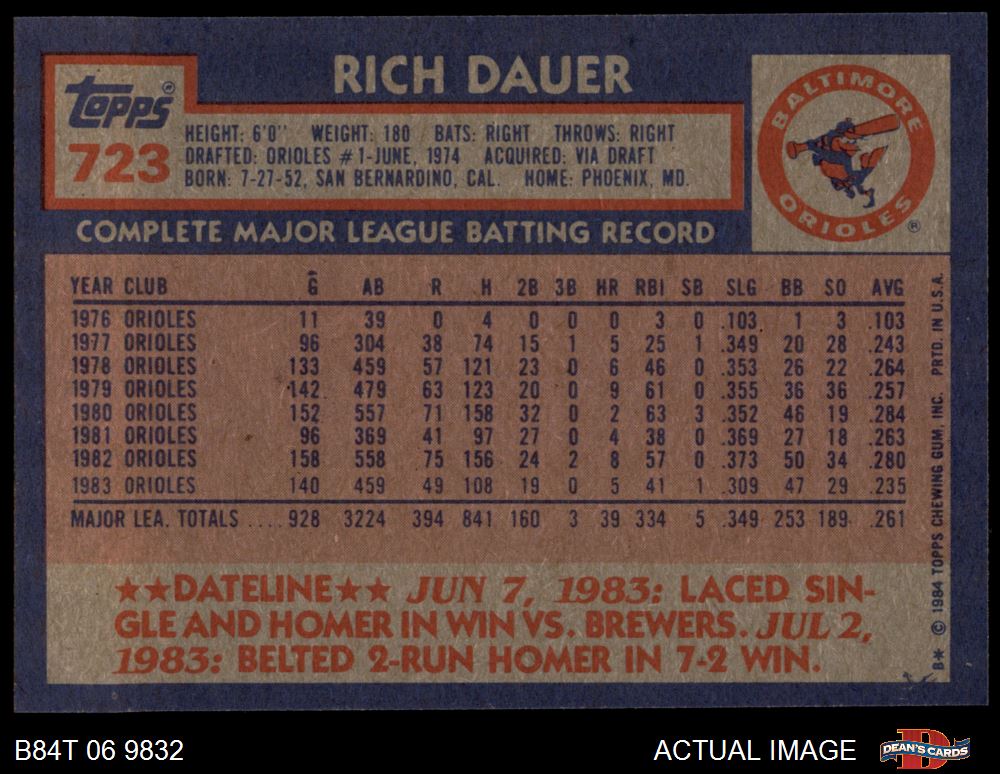 RICH DAUER
topps®
723
HEIGHT: 6'0" WEIGHT: 180 BATS: RIGHT THROWS: RIGHT
DRAFTED: ORIOLES #1-JUNE, 1974 ACQUIRED: VIA DRAFT
BORN: 7-27-52, SAN BERNARDINO, CAL. HOME: PHOENIX, MD.
BALTIMORE
ORIOLES ®
COMPLETE MAJOR LEAGUE BATTING RECORD
YEAR CLUB G AB R H 2B 3B HR RBI SB SLG BB SO AVG
1976 ORIOLES 11 39 0 4 0 0 0 3 0 .103 1 3 .103
1977 ORIOLES 96 304 38 74 15 1 5 25 1 .349 20 28 .243
1978 ORIOLES 133 459 57 121 23 0 6 46 0 .353 26 22 .264
1979 ORIOLES 142 479 63 123 20 0 9 61 0 .355 36 36 .257
1980 ORIOLES 152 557 71 158 32 0 2 63 3 .352 46 19 .284
1981 ORIOLES 96 369 41 97 27 0 4 38 0 .369 27 18 .263
1982 ORIOLES 158 558 75 156 24 2 8 57 0 .373 50 34 .280
1983 ORIOLES 140 459 49 108 19 0 5 41 1 .309 47 29 .235
MAJOR LEA. TOTALS .... 928 3224 394 841 160 3 39 334 5 .349 253 189 .261
★★DATELINE★★ JUN 7, 1983: LACED SIN-
GLE AND HOMER IN WIN VS. BREWERS. JUL 2,
1983: BELTED 2-RUN HOMER IN 7-2 WIN.
B* © 1984 TOPPS CHEWING GUM, INC. PRTD. IN U.S.A.
B84T 06 9832
ACTUAL IMAGE
DEAN'S CARDS